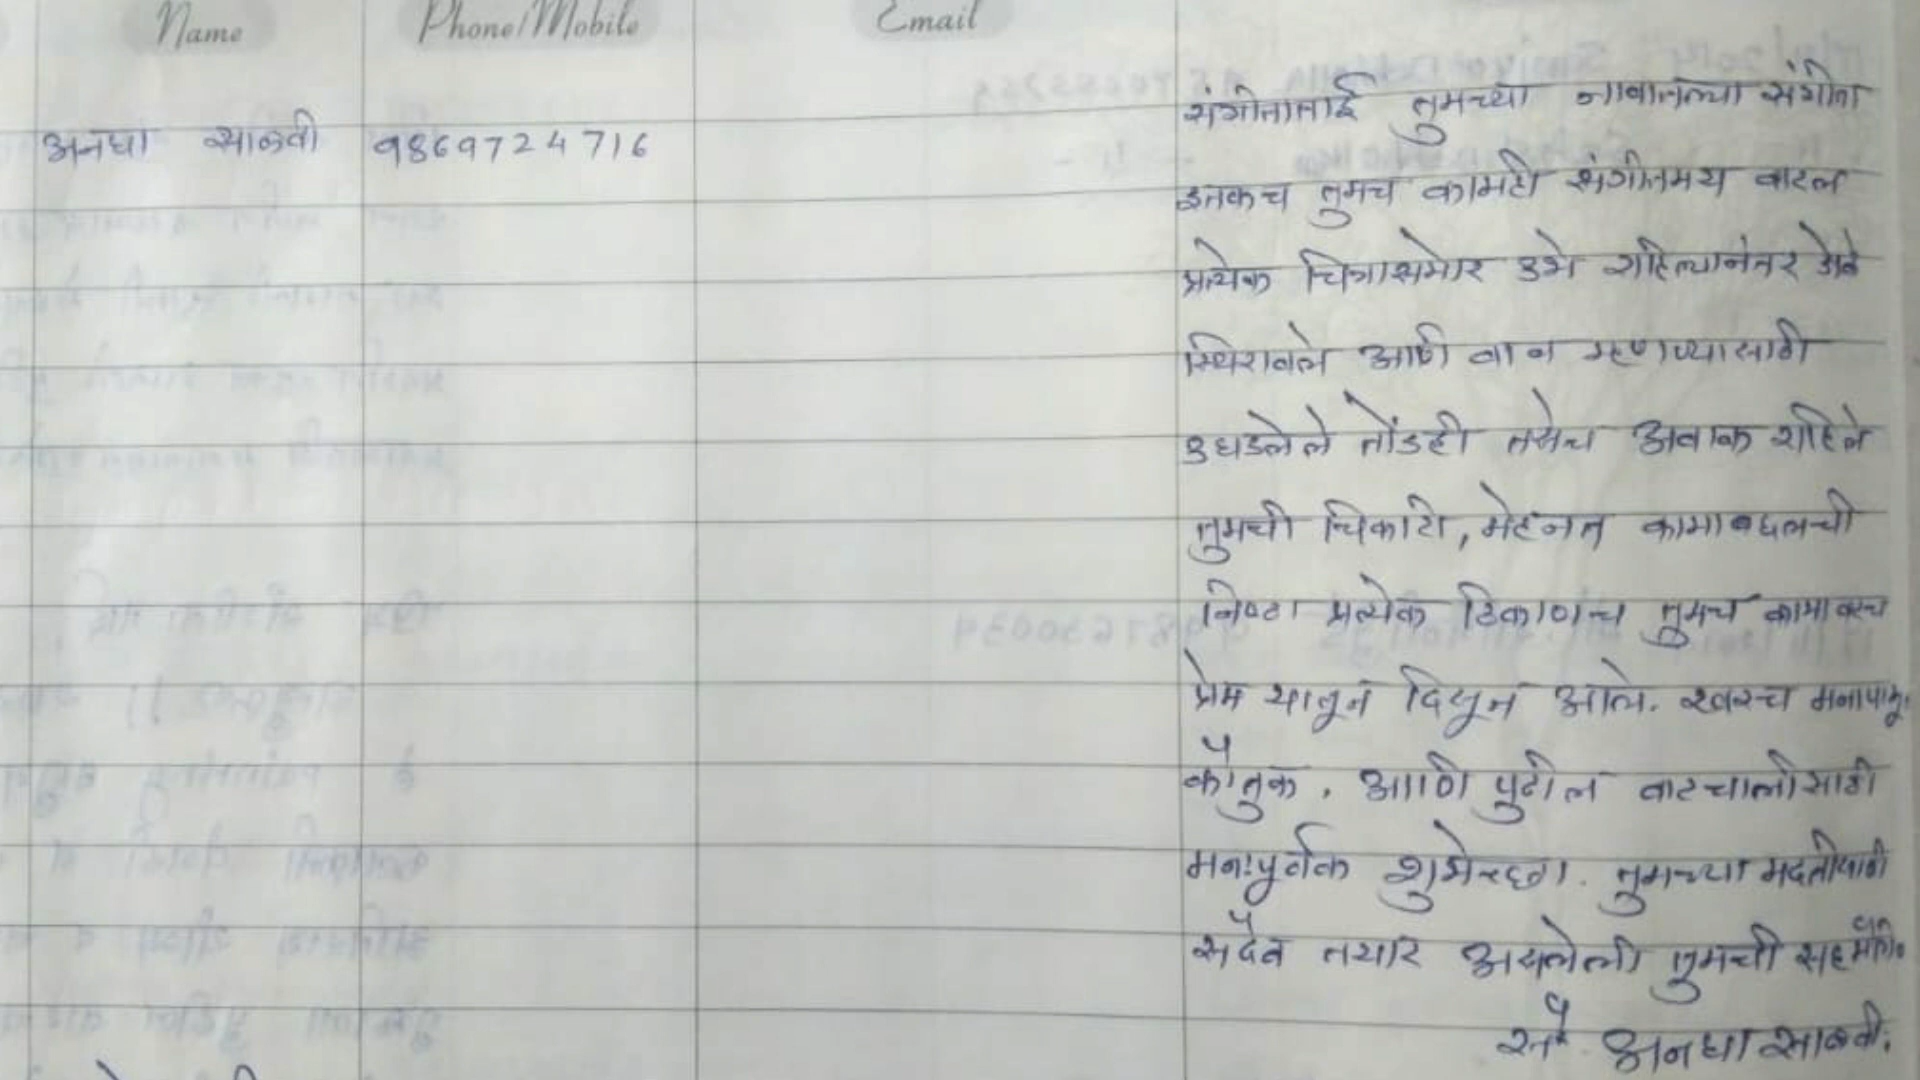 Name Phone/Mobile Email
अनघा साळवी 9869724716
संगीताताई तुमच्या नावातल्या संगीता
इतकच तुमच कामही संगीतमय वाटल
प्रत्येक चित्रासमोर उभे राहिल्यानंतर डोळे
स्थिरावले आणी वा व म्हणण्यासाठी
उघडलेले तोंडही तसेच अवाक राहिले
तुमची चिकाटी, मेहनत कामाबद्दलची
निष्ठा प्रत्येक ठिकाणच तुमच कामावरच
प्रेम यातून दिसून आले. खरच मनापासून
कौतुक. आणि पुढील वाटचालीसाठी
मनःपूर्वक शुभेच्छा. तुमच्या मदतीसाठी
सदैव तयार असलेली तुमची
सौ अनघा साळवी.